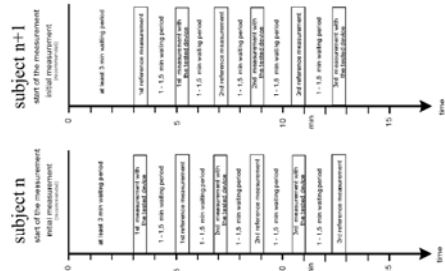 subject n+1
start of the measurement
initial measurement
(recommended)
0
at least 3 min waiting period
1st reference measurement
1 - 1,5 min waiting period
5
1st measurement with
the tested device
1 - 1,5 min waiting period
2nd reference measurement
1 - 1,5 min waiting period
2nd measurement with
the tested device
1 - 1,5 min waiting period
10
3rd reference measurement
min
1 - 1,5 min waiting period
3rd measurement with
the tested device
15
time
subject n
start of the measurement
initial measurement
(recommended)
0
at least 3 min waiting period
1st measurement with
the tested device
1 - 1,5 min waiting period
5
1st reference measurement
1 - 1,5 min waiting period
2nd measurement with
the tested device
1 - 1,5 min waiting period
2nd reference measurement
1 - 1,5 min waiting period
10
3rd measurement with
the tested device
min
1 - 1,5 min waiting period
3rd reference measurement
15
time